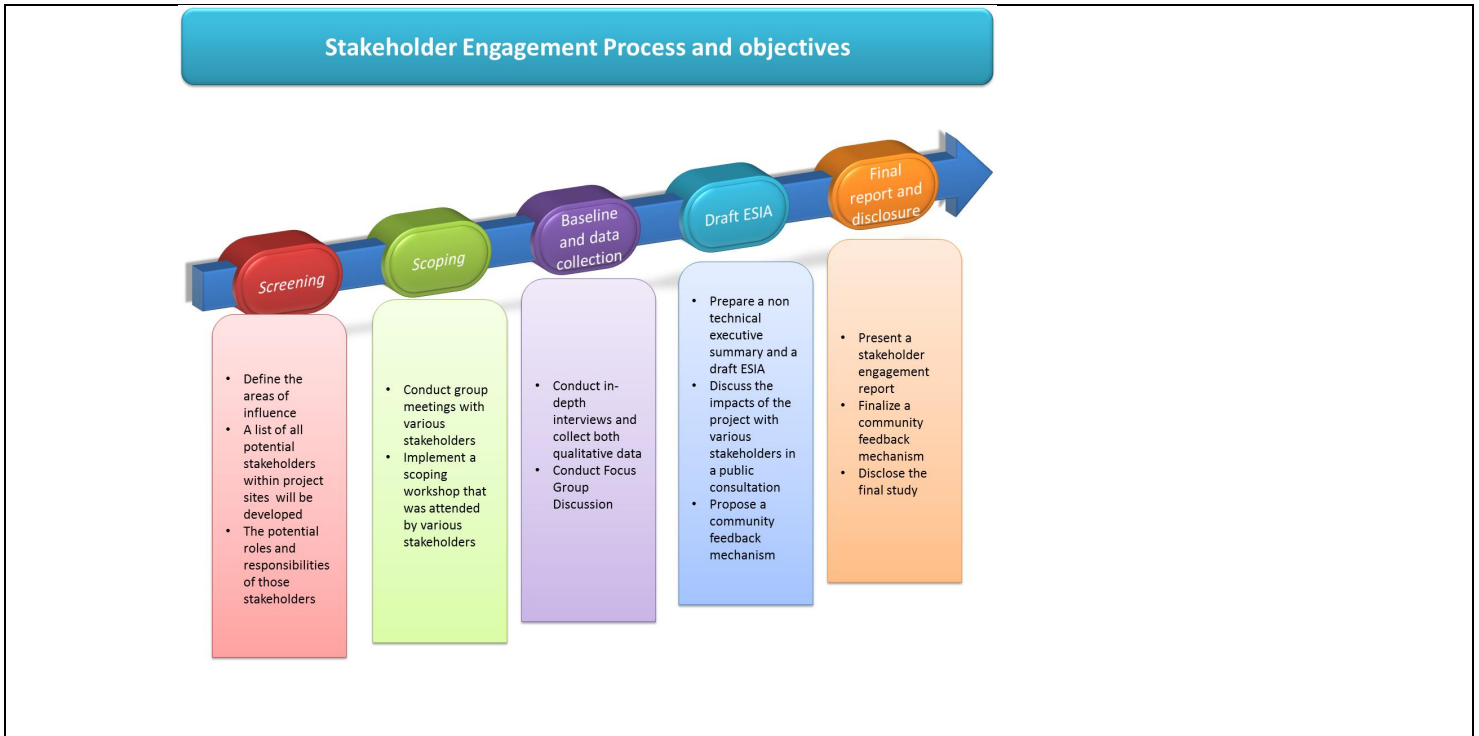 Stakeholder Engagement Process and objectives
Screening
Scoping
Baseline
and data
collection
Draft ESIA
Final
report and
disclosure
• Define the
areas of
influence
• A list of all
potential
stakeholders
within project
sites will be
developed
• The potential
roles and
responsibilities
of those
stakeholders
• Conduct group
meetings with
various
stakeholders
• Implement a
scoping
workshop that
was attended
by various
stakeholders
• Conduct in-
depth
interviews and
collect both
qualitative data
• Conduct Focus
Group
Discussion
• Prepare a non
technical
executive
summary and a
draft ESIA
• Discuss the
impacts of the
project with
various
stakeholders in
a public
consultation
• Propose a
community
feedback
mechanism
• Present a
stakeholder
engagement
report
• Finalize a
community
feedback
mechanism
• Disclose the
final study